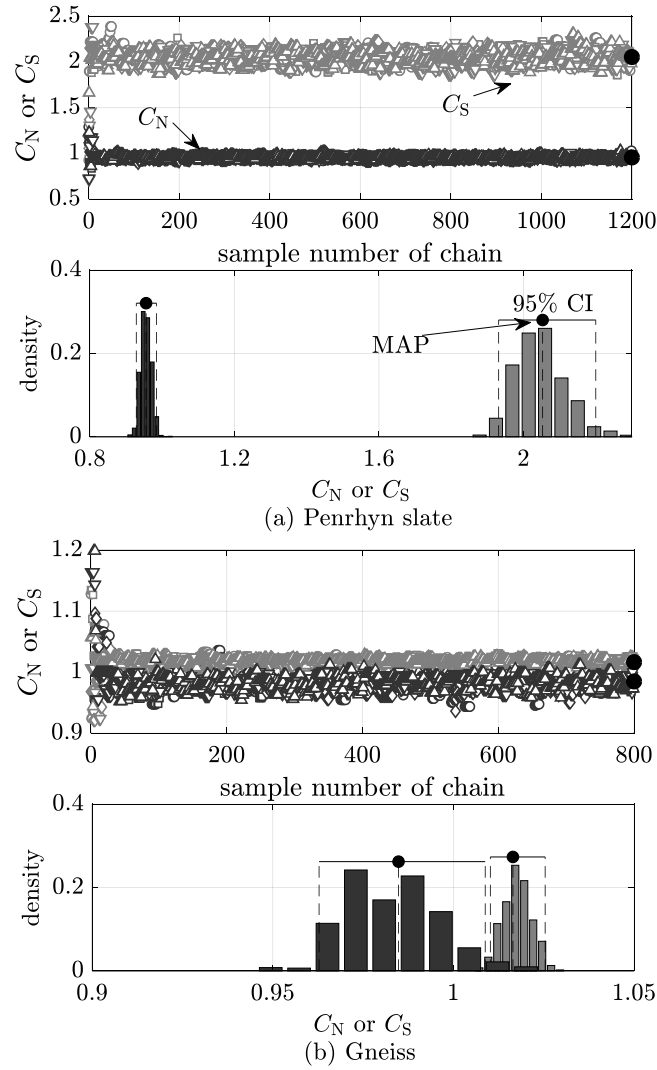 2.5
2
1.5
1
0.5
C_N or C_S
C_N
C_S
0 200 400 600 800 1000 1200
sample number of chain
0.4
0.2
0
density
MAP
95% CI
0.8 1.2 1.6 2
C_N or C_S
(a) Penrhyn slate
1.2
1.1
1
0.9
C_N or C_S
0 200 400 600 800
sample number of chain
0.4
0.2
0
density
0.9 0.95 1 1.05
C_N or C_S
(b) Gneiss